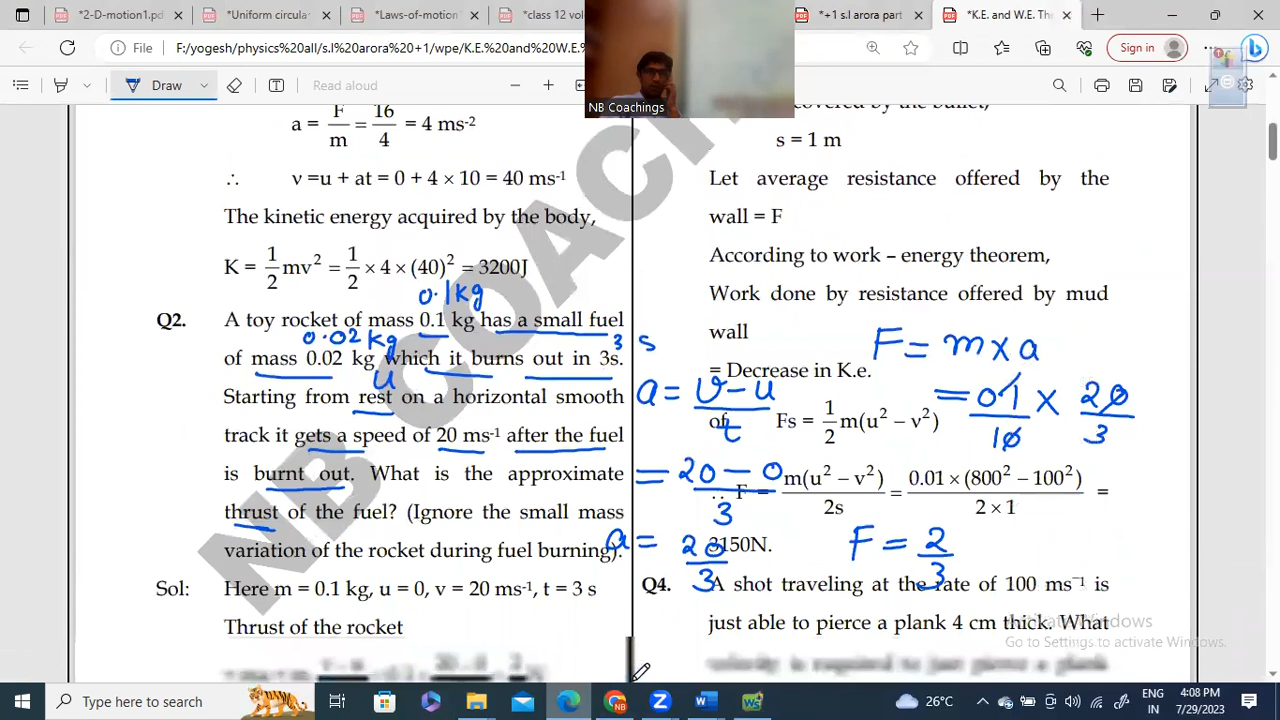 *2-D-motion1.pd
*Uniform circula
*Laws-of-motion
*class 12 vol
*+1 s.l arora part
*K.E. and W.E. The
File
F:/yogesh/physics%20all/s.l%20arora%20+1/wpe/K.E.%20and%20W.E.
Sign in
Draw
Read aloud
NB Coachings
NB COACH
a = F/m = 16/4 = 4 ms-2
∴ v =u + at = 0 + 4 × 10 = 40 ms-1
The kinetic energy acquired by the body,
K = 1/2 mv² = 1/2 × 4 × (40)² = 3200J
0.1kg
Q2. A toy rocket of mass 0.1 kg has a small fuel
0.02 kg 3 s
of mass 0.02 kg which it burns out in 3s.
u
Starting from rest on a horizontal smooth
track it gets a speed of 20 ms-1 after the fuel
is burnt out. What is the approximate
thrust of the fuel? (Ignore the small mass
variation of the rocket during fuel burning).
Sol: Here m = 0.1 kg, u = 0, v = 20 ms-1, t = 3 s
Thrust of the rocket
a = v - u / t
= 20 - 0 / 3
a = 20 / 3
covered by the bullet,
s = 1 m
Let average resistance offered by the
wall = F
According to work – energy theorem,
Work done by resistance offered by mud
wall
= Decrease in K.e.
of Fs = 1/2 m(u² − v²)
∴ F = m(u² − v²) / 2s = 0.01 × (800² − 100²) / 2 × 1 =
3150N.
F = m × a
= 01 / 10 × 20 / 3
F = 2 / 3
Q4. A shot traveling at the rate of 100 ms−1 is
just able to pierce a plank 4 cm thick. What
Activate Windows
Go to Settings to activate Windows.
Type here to search
26°C
ENG
IN
4:08 PM
7/29/2023